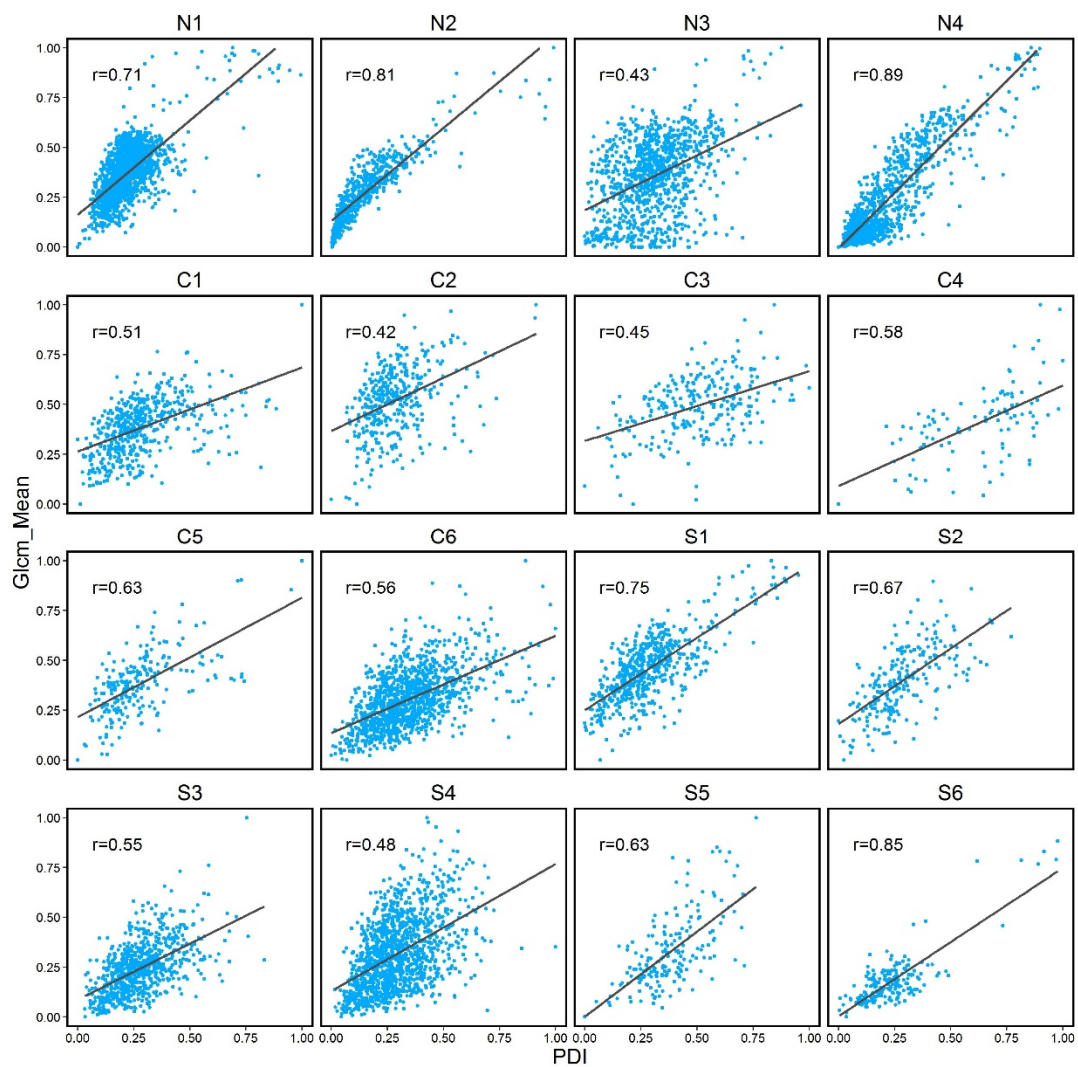 N1 N2 N3 N4
r=0.71 r=0.81 r=0.43 r=0.89
1.00
0.75
0.50
0.25
0.00
C1 C2 C3 C4
r=0.51 r=0.42 r=0.45 r=0.58
1.00
0.75
0.50
0.25
0.00
Glcm_Mean
C5 C6 S1 S2
r=0.63 r=0.56 r=0.75 r=0.67
1.00
0.75
0.50
0.25
0.00
S3 S4 S5 S6
r=0.55 r=0.48 r=0.63 r=0.85
1.00
0.75
0.50
0.25
0.00
0.00 0.25 0.50 0.75 1.00 0.00 0.25 0.50 0.75 1.00 0.00 0.25 0.50 0.75 1.00 0.00 0.25 0.50 0.75 1.00
PDI